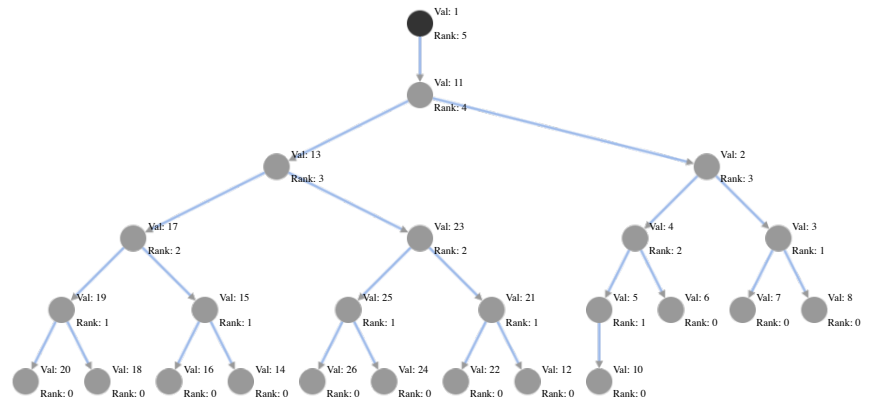 Val: 1
Rank: 5
Val: 11
Rank: 4
Val: 13
Rank: 3
Val: 2
Rank: 3
Val: 17
Rank: 2
Val: 23
Rank: 2
Val: 4
Rank: 2
Val: 3
Rank: 1
Val: 19
Rank: 1
Val: 15
Rank: 1
Val: 25
Rank: 1
Val: 21
Rank: 1
Val: 5
Rank: 1
Val: 6
Rank: 0
Val: 7
Rank: 0
Val: 8
Rank: 0
Val: 20
Rank: 0
Val: 18
Rank: 0
Val: 16
Rank: 0
Val: 14
Rank: 0
Val: 26
Rank: 0
Val: 24
Rank: 0
Val: 22
Rank: 0
Val: 12
Rank: 0
Val: 10
Rank: 0